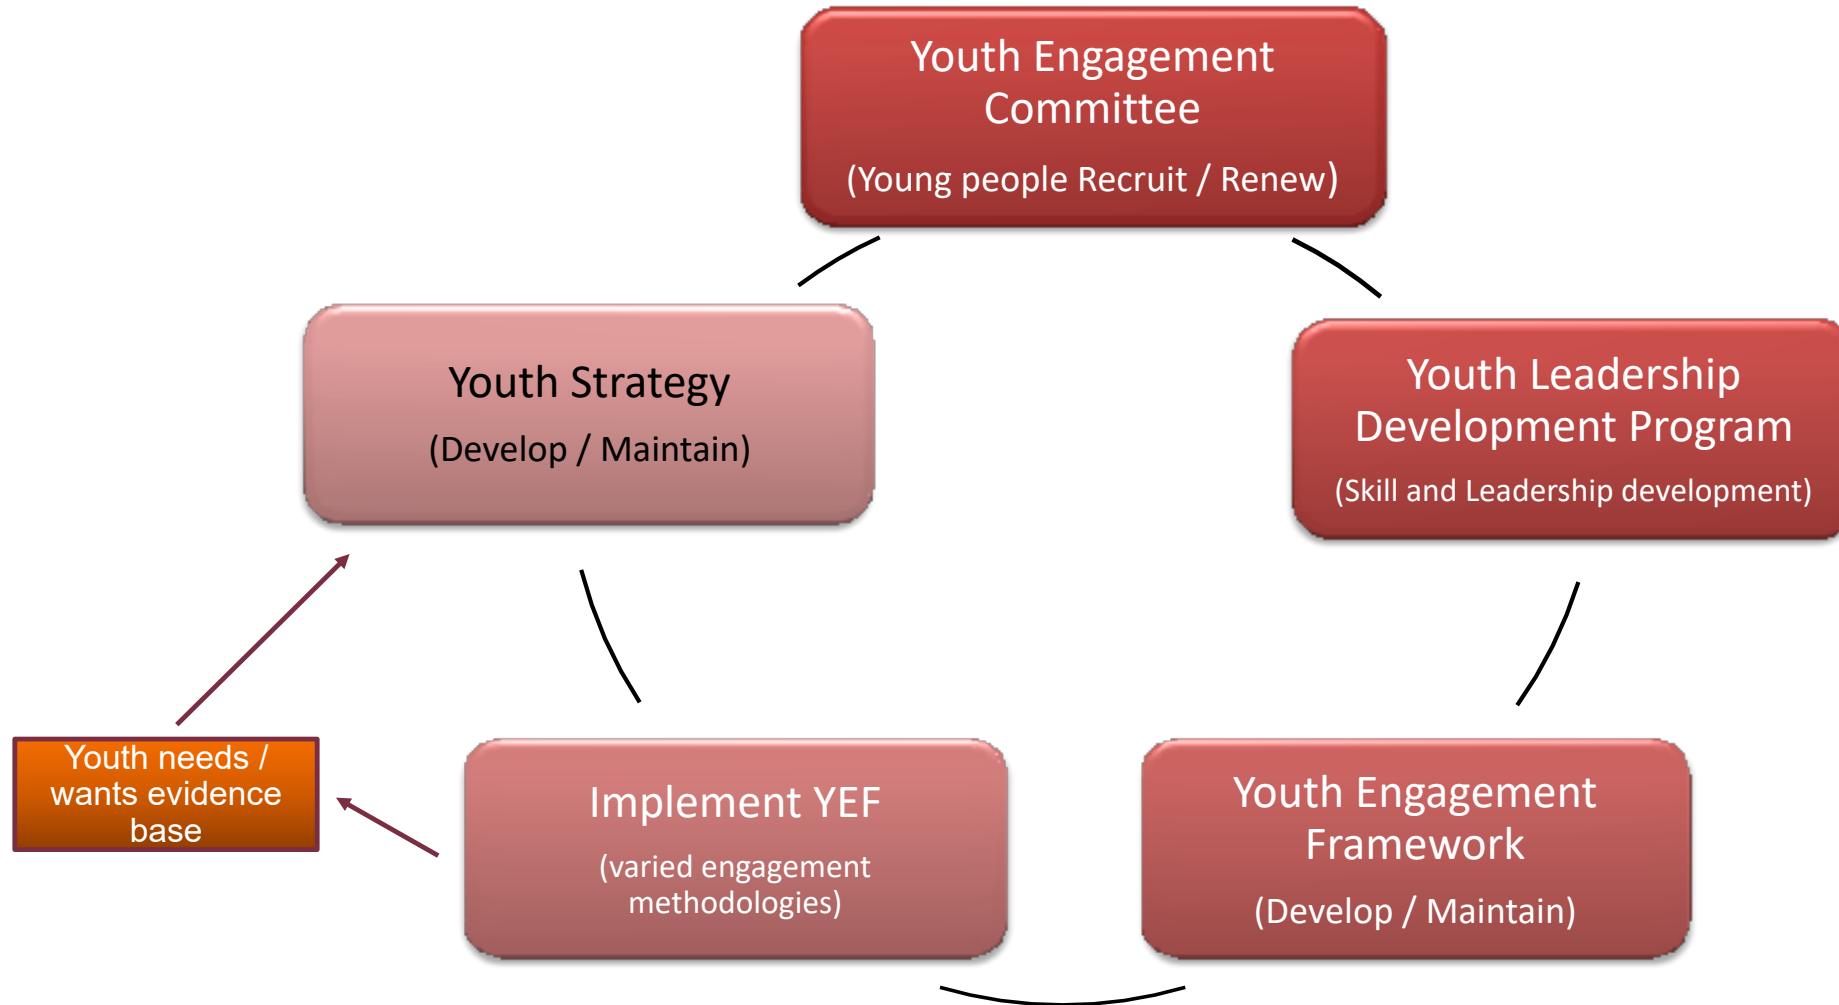 Youth Engagement
Committee
(Young people Recruit / Renew)
Youth Strategy
(Develop / Maintain)
Youth Leadership
Development Program
(Skill and Leadership development)
Youth needs /
wants evidence
base
Implement YEF
(varied engagement
methodologies)
Youth Engagement
Framework
(Develop / Maintain)